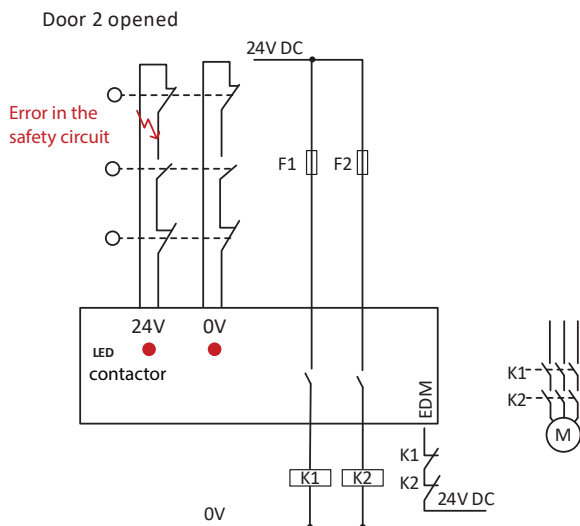 Door 2 opened
24V DC
Error in the
safety circuit
F1
F2
24V
0V
LED
contactor
EDM
K1
K2
M
K1
K2
K1
K2
24V DC
0V